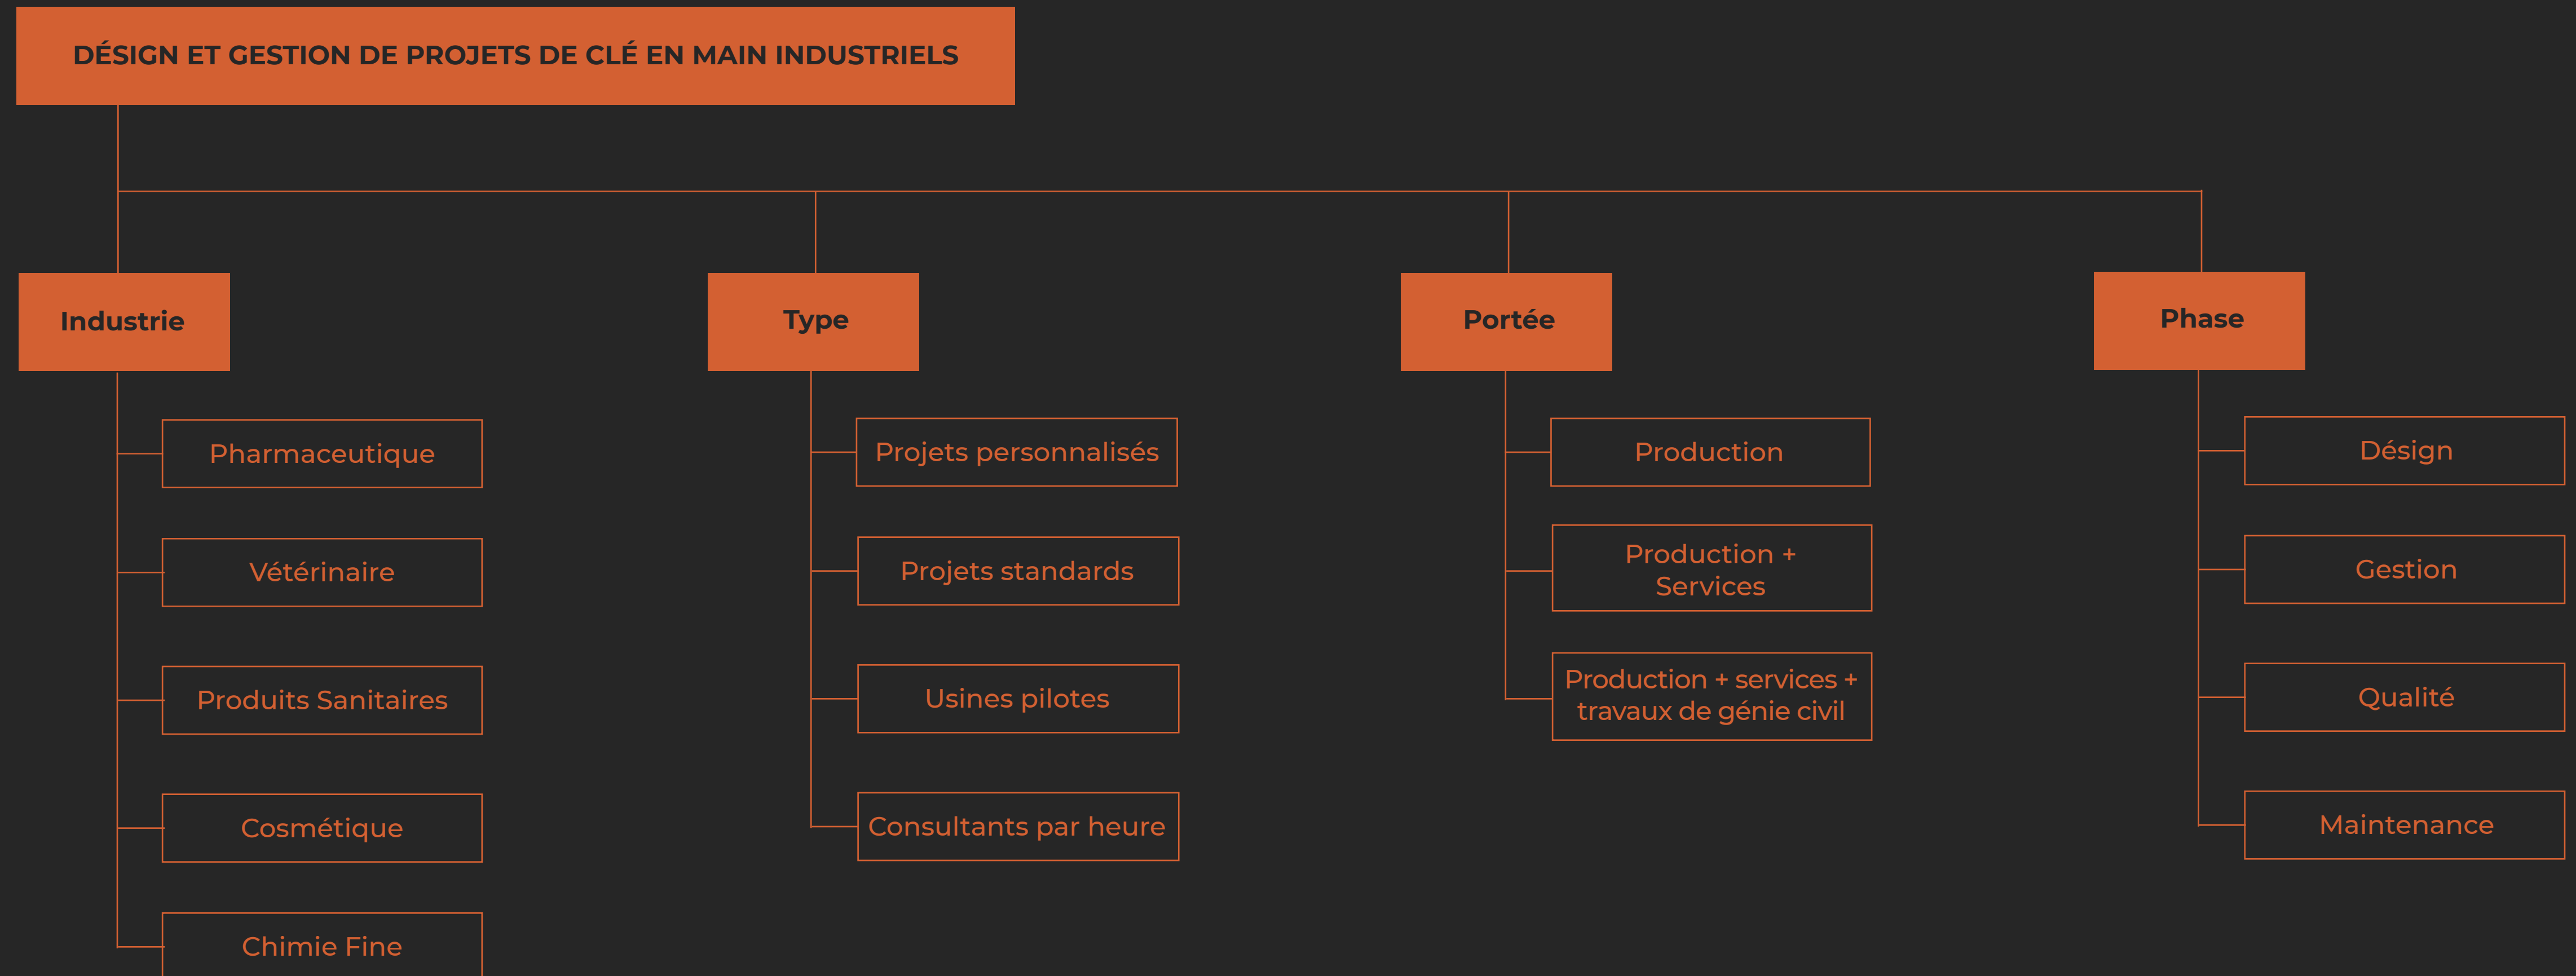 DÉSIGN ET GESTION DE PROJETS DE CLÉ EN MAIN INDUSTRIELS
Industrie
Pharmaceutique
Vétérinaire
Produits Sanitaires
Cosmétique
Chimie Fine
Type
Projets personnalisés
Projets standards
Usines pilotes
Consultants par heure
Portée
Production
Production +
Services
Production + services +
travaux de génie civil
Phase
Désign
Gestion
Qualité
Maintenance